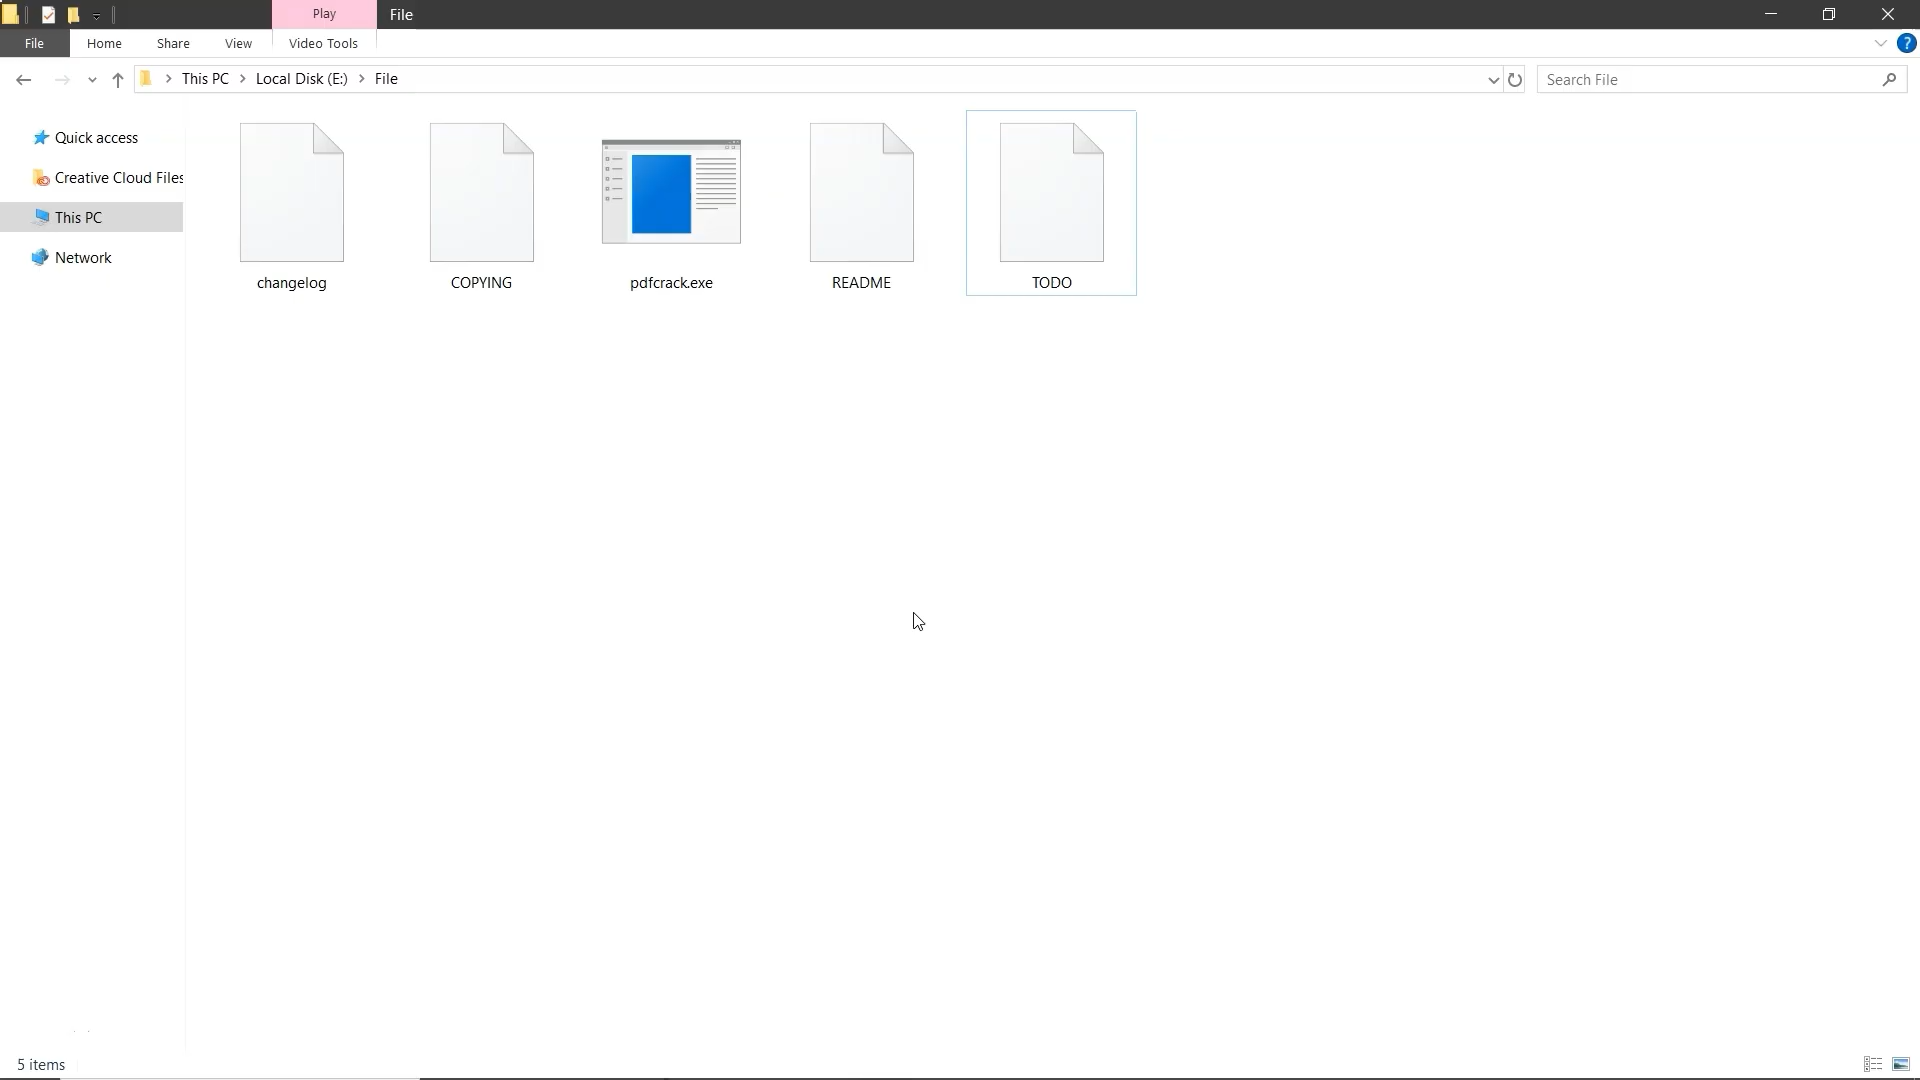 Play File
File Home Share View Video Tools ?
This PC Local Disk (E:) File Search File
Quick access
Creative Cloud Files
This PC
Network
changelog COPYING pdfcrack.exe README TODO
5 items